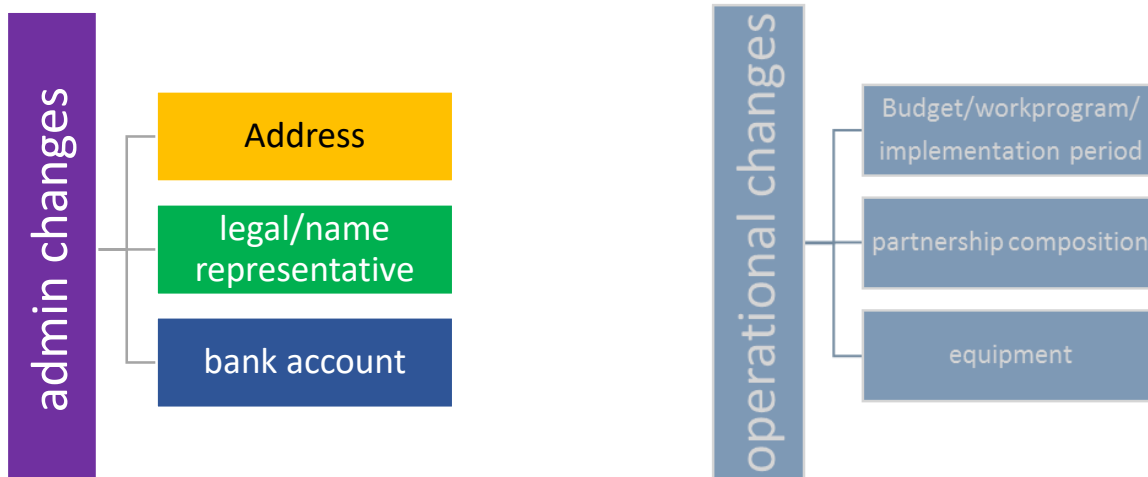 admin changes
Address
legal/name
representative
bank account
operational changes
Budget/workprogram/
implementation period
partnership composition
equipment